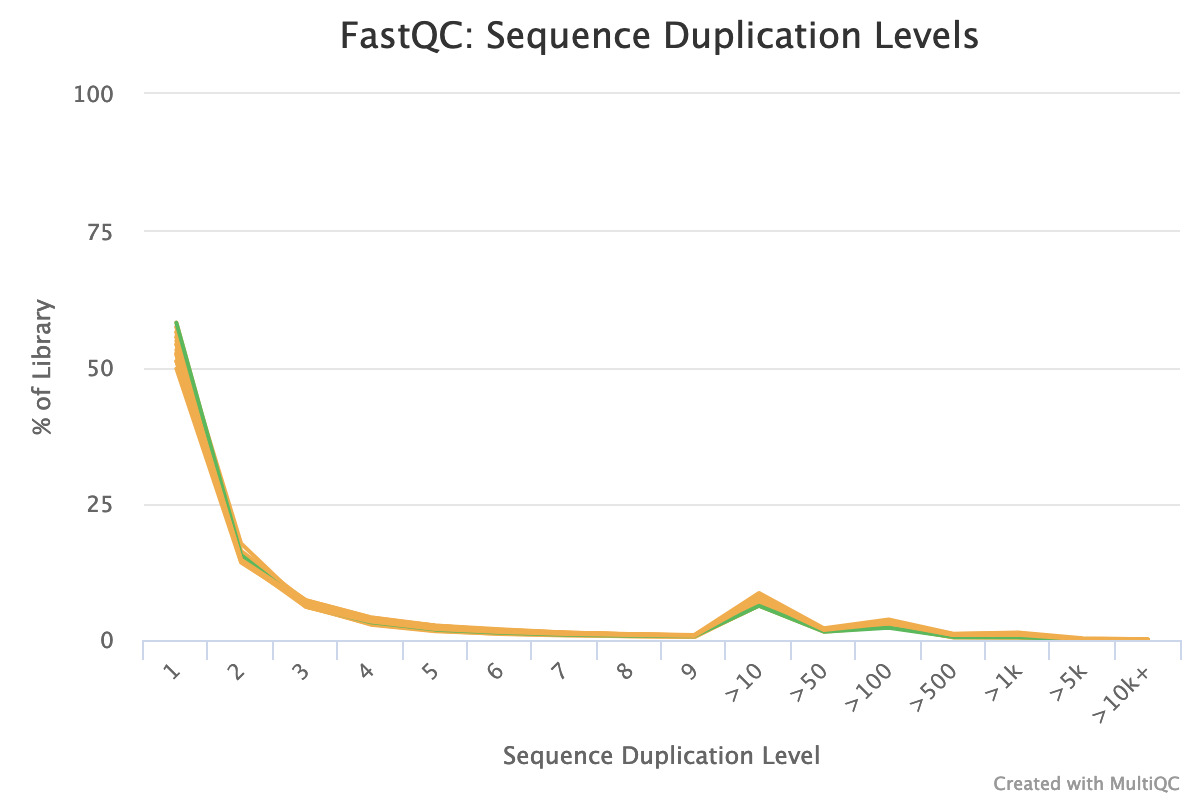 FastQC: Sequence Duplication Levels
100
75
50
25
0
% of Library
1
2
3
4
5
6
7
8
9
>10
>50
>100
>500
>1k
>5k
>10k+
Sequence Duplication Level
Created with MultiQC